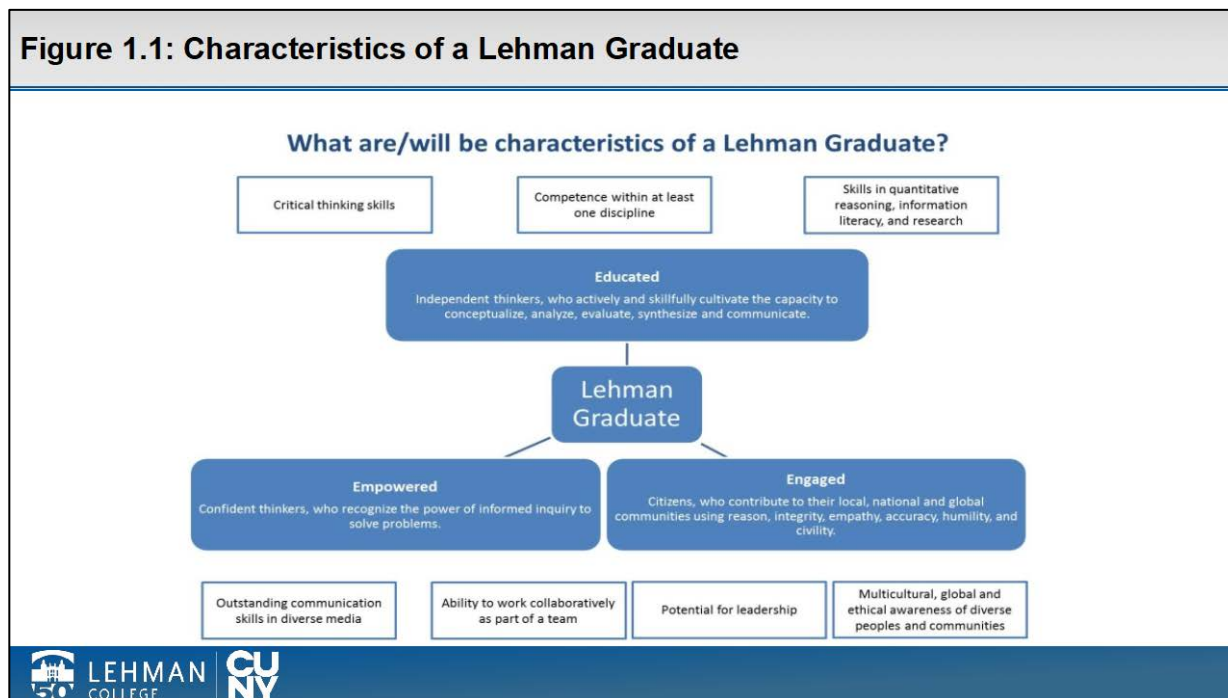 Figure 1.1: Characteristics of a Lehman Graduate
What are/will be characteristics of a Lehman Graduate?
Critical thinking skills
Competence within at least
one discipline
Skills in quantitative
reasoning, information
literacy, and research
Educated
Independent thinkers, who actively and skillfully cultivate the capacity to
conceptualize, analyze, evaluate, synthesize and communicate.
Lehman
Graduate
Empowered
Confident thinkers, who recognize the power of informed inquiry to
solve problems.
Engaged
Citizens, who contribute to their local, national and global
communities using reason, integrity, empathy, accuracy, humility, and
civility.
Outstanding communication
skills in diverse media
Ability to work collaboratively
as part of a team
Potential for leadership
Multicultural, global and
ethical awareness of diverse
peoples and communities
50
LEHMAN
COLLEGE
CU
NY